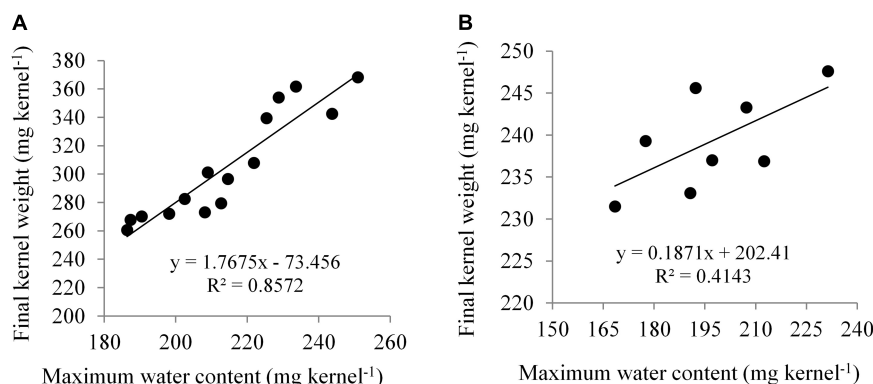 A
Final kernel weight (mg kernel⁻¹)
380
360
340
320
300
280
260
240
220
200
y = 1.7675x - 73.456
R² = 0.8572
180 200 220 240 260
Maximum water content (mg kernel⁻¹)
B
Final kernel weight (mg kernel⁻¹)
250
245
240
235
230
225
220
y = 0.1871x + 202.41
R² = 0.4143
150 165 180 195 210 225 240
Maximum water content (mg kernel⁻¹)